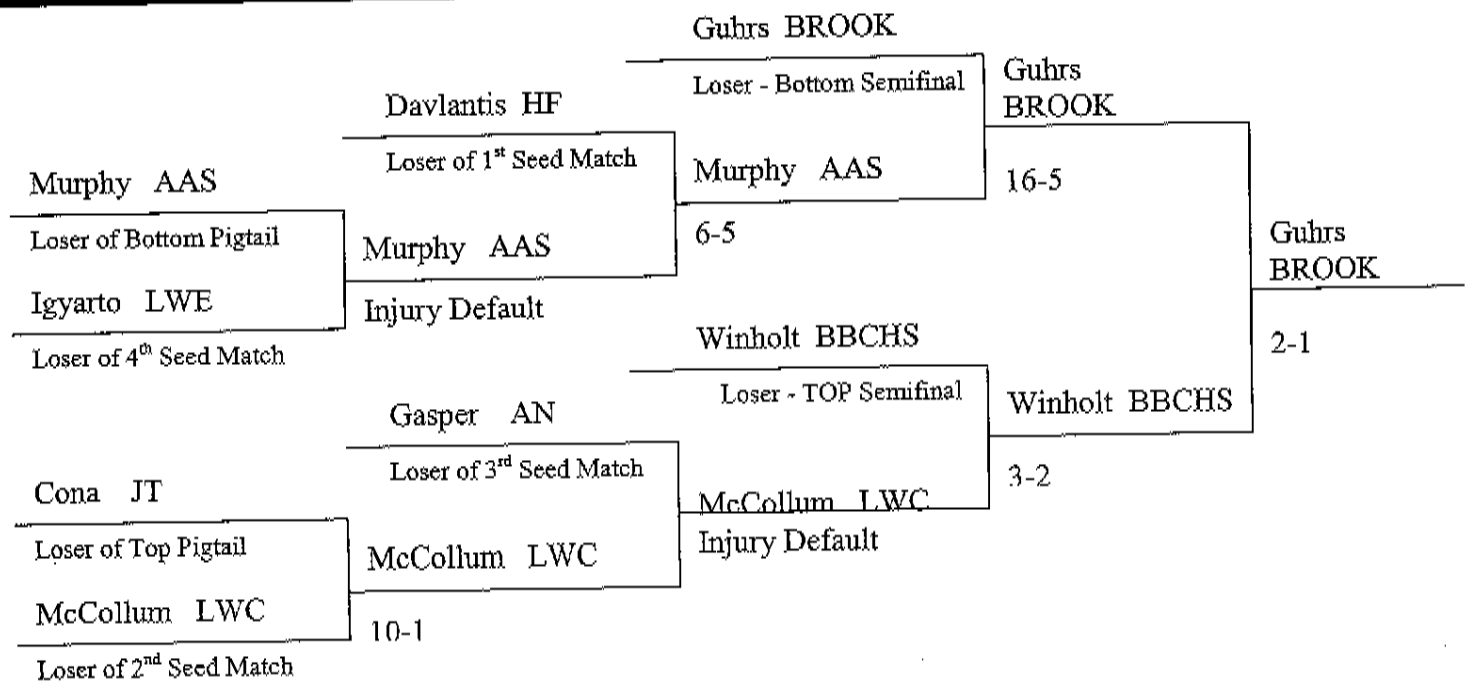 Guhrs BROOK
Loser - Bottom Semifinal
Guhrs
BROOK
Davlantis HF
Loser of 1st Seed Match
Murphy AAS
16-5
Murphy AAS
Loser of Bottom Pigtail
Murphy AAS
6-5
Guhrs
BROOK
Igyarto LWE
Injury Default
Loser of 4th Seed Match
Winholt BBCHS
2-1
Loser - TOP Semifinal
Winholt BBCHS
Gasper AN
Loser of 3rd Seed Match
3-2
Cona JT
McCollum LWC
Loser of Top Pigtail
Injury Default
McCollum LWC
McCollum LWC
10-1
Loser of 2nd Seed Match